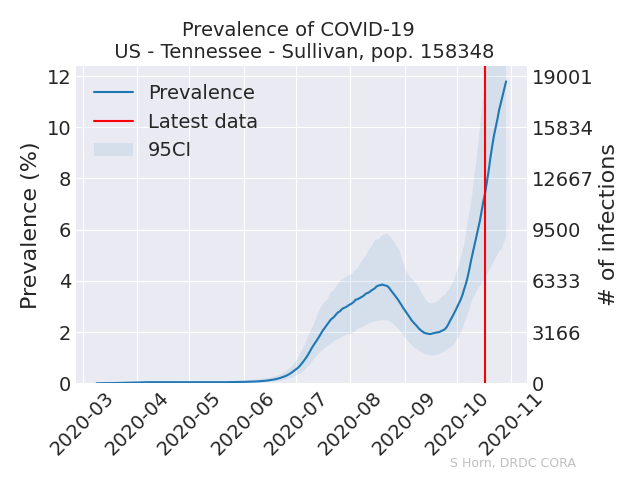 Prevalence of COVID-19
US - Tennessee - Sullivan, pop. 158348
Prevalence
Latest data
95CI
Prevalence (%)
12
10
8
6
4
2
0
19001
15834
12667
9500
6333
3166
0
# of infections
2020-03
2020-04
2020-05
2020-06
2020-07
2020-08
2020-09
2020-10
2020-11
S Horn, DRDC CORA